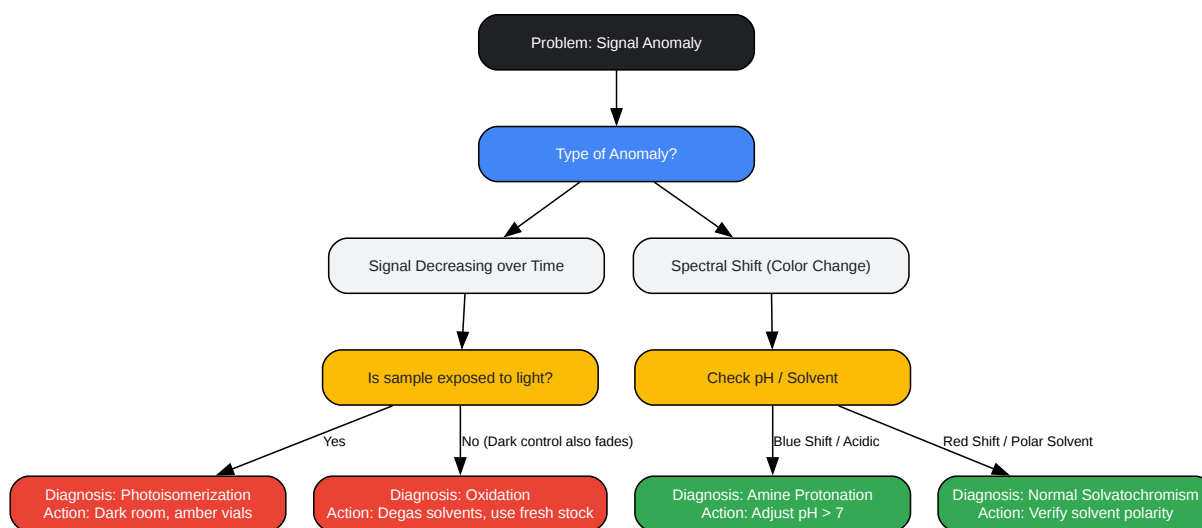 Problem: Signal Anomaly
Type of Anomaly?
Signal Decreasing over Time
Spectral Shift (Color Change)
Is sample exposed to light?
Check pH / Solvent
Yes
No (Dark control also fades)
Blue Shift / Acidic
Red Shift / Polar Solvent
Diagnosis: Photoisomerization
Action: Dark room, amber vials
Diagnosis: Oxidation
Action: Degas solvents, use fresh stock
Diagnosis: Amine Protonation
Action: Adjust pH > 7
Diagnosis: Normal Solvatochromism
Action: Verify solvent polarity